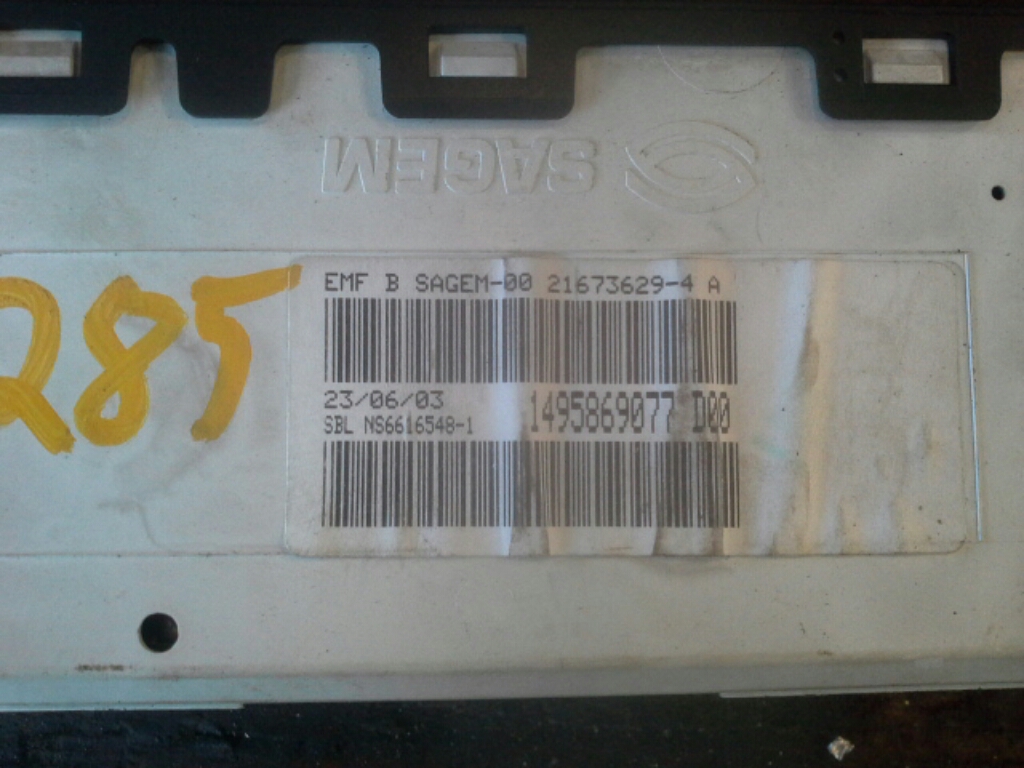 SAGEM
285
EMF B SAGEM-00 21673629-4 A
23/06/03
1495869077 D00
SBL NS6616548-1